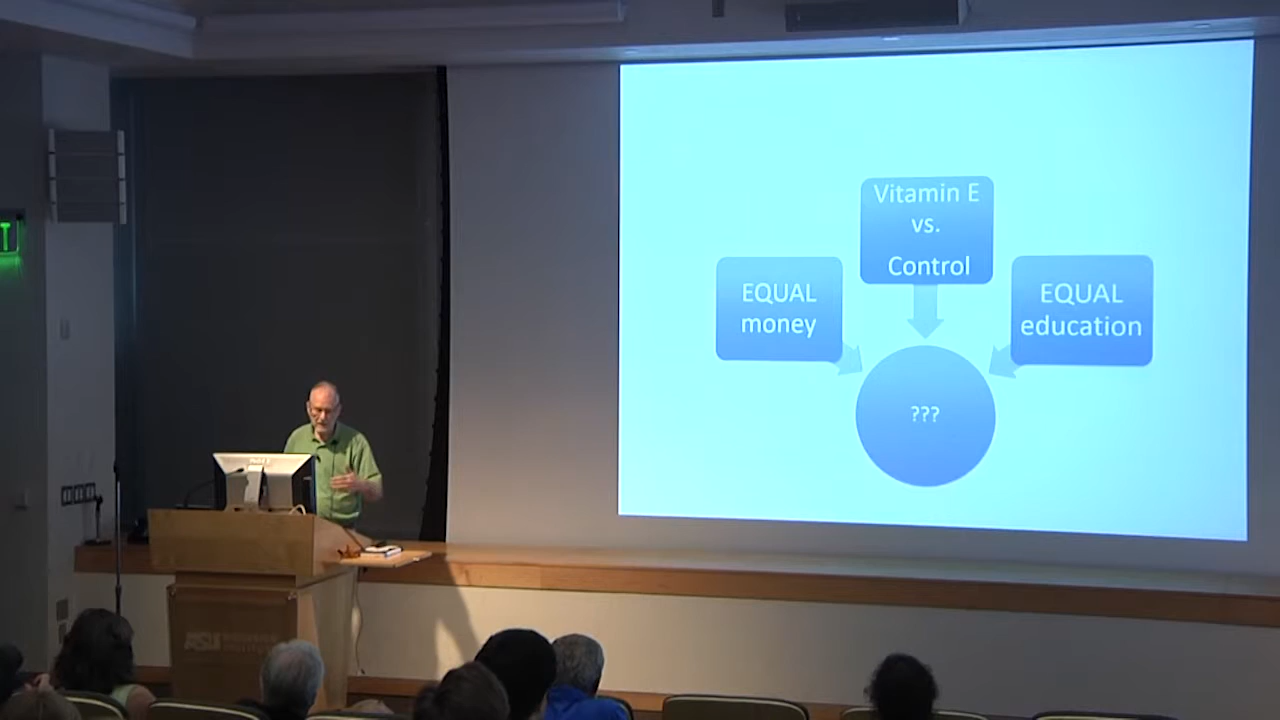 Vitamin E
vs.
Control
EQUAL
money
EQUAL
education
???
ASU
T